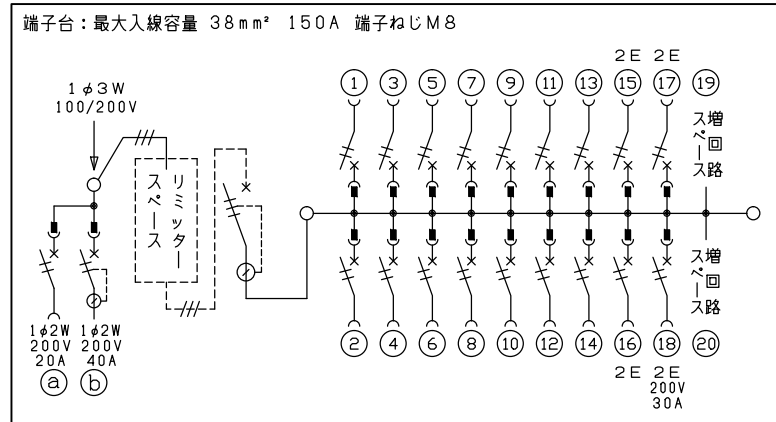 端子台：最大入線容量 38mm² 150A 端子ねじM8
1φ3W
100/200V
リミッター
スペース
1φ2W
200V
20A
ⓐ
1φ2W
200V
40A
ⓑ
2E 2E
① ③ ⑤ ⑦ ⑨ ⑪ ⑬ ⑮ ⑰ ⑲
増回路
スペース
増回路
スペース
② ④ ⑥ ⑧ ⑩ ⑫ ⑭ ⑯ ⑱ ⑳
2E 2E
200V
30A